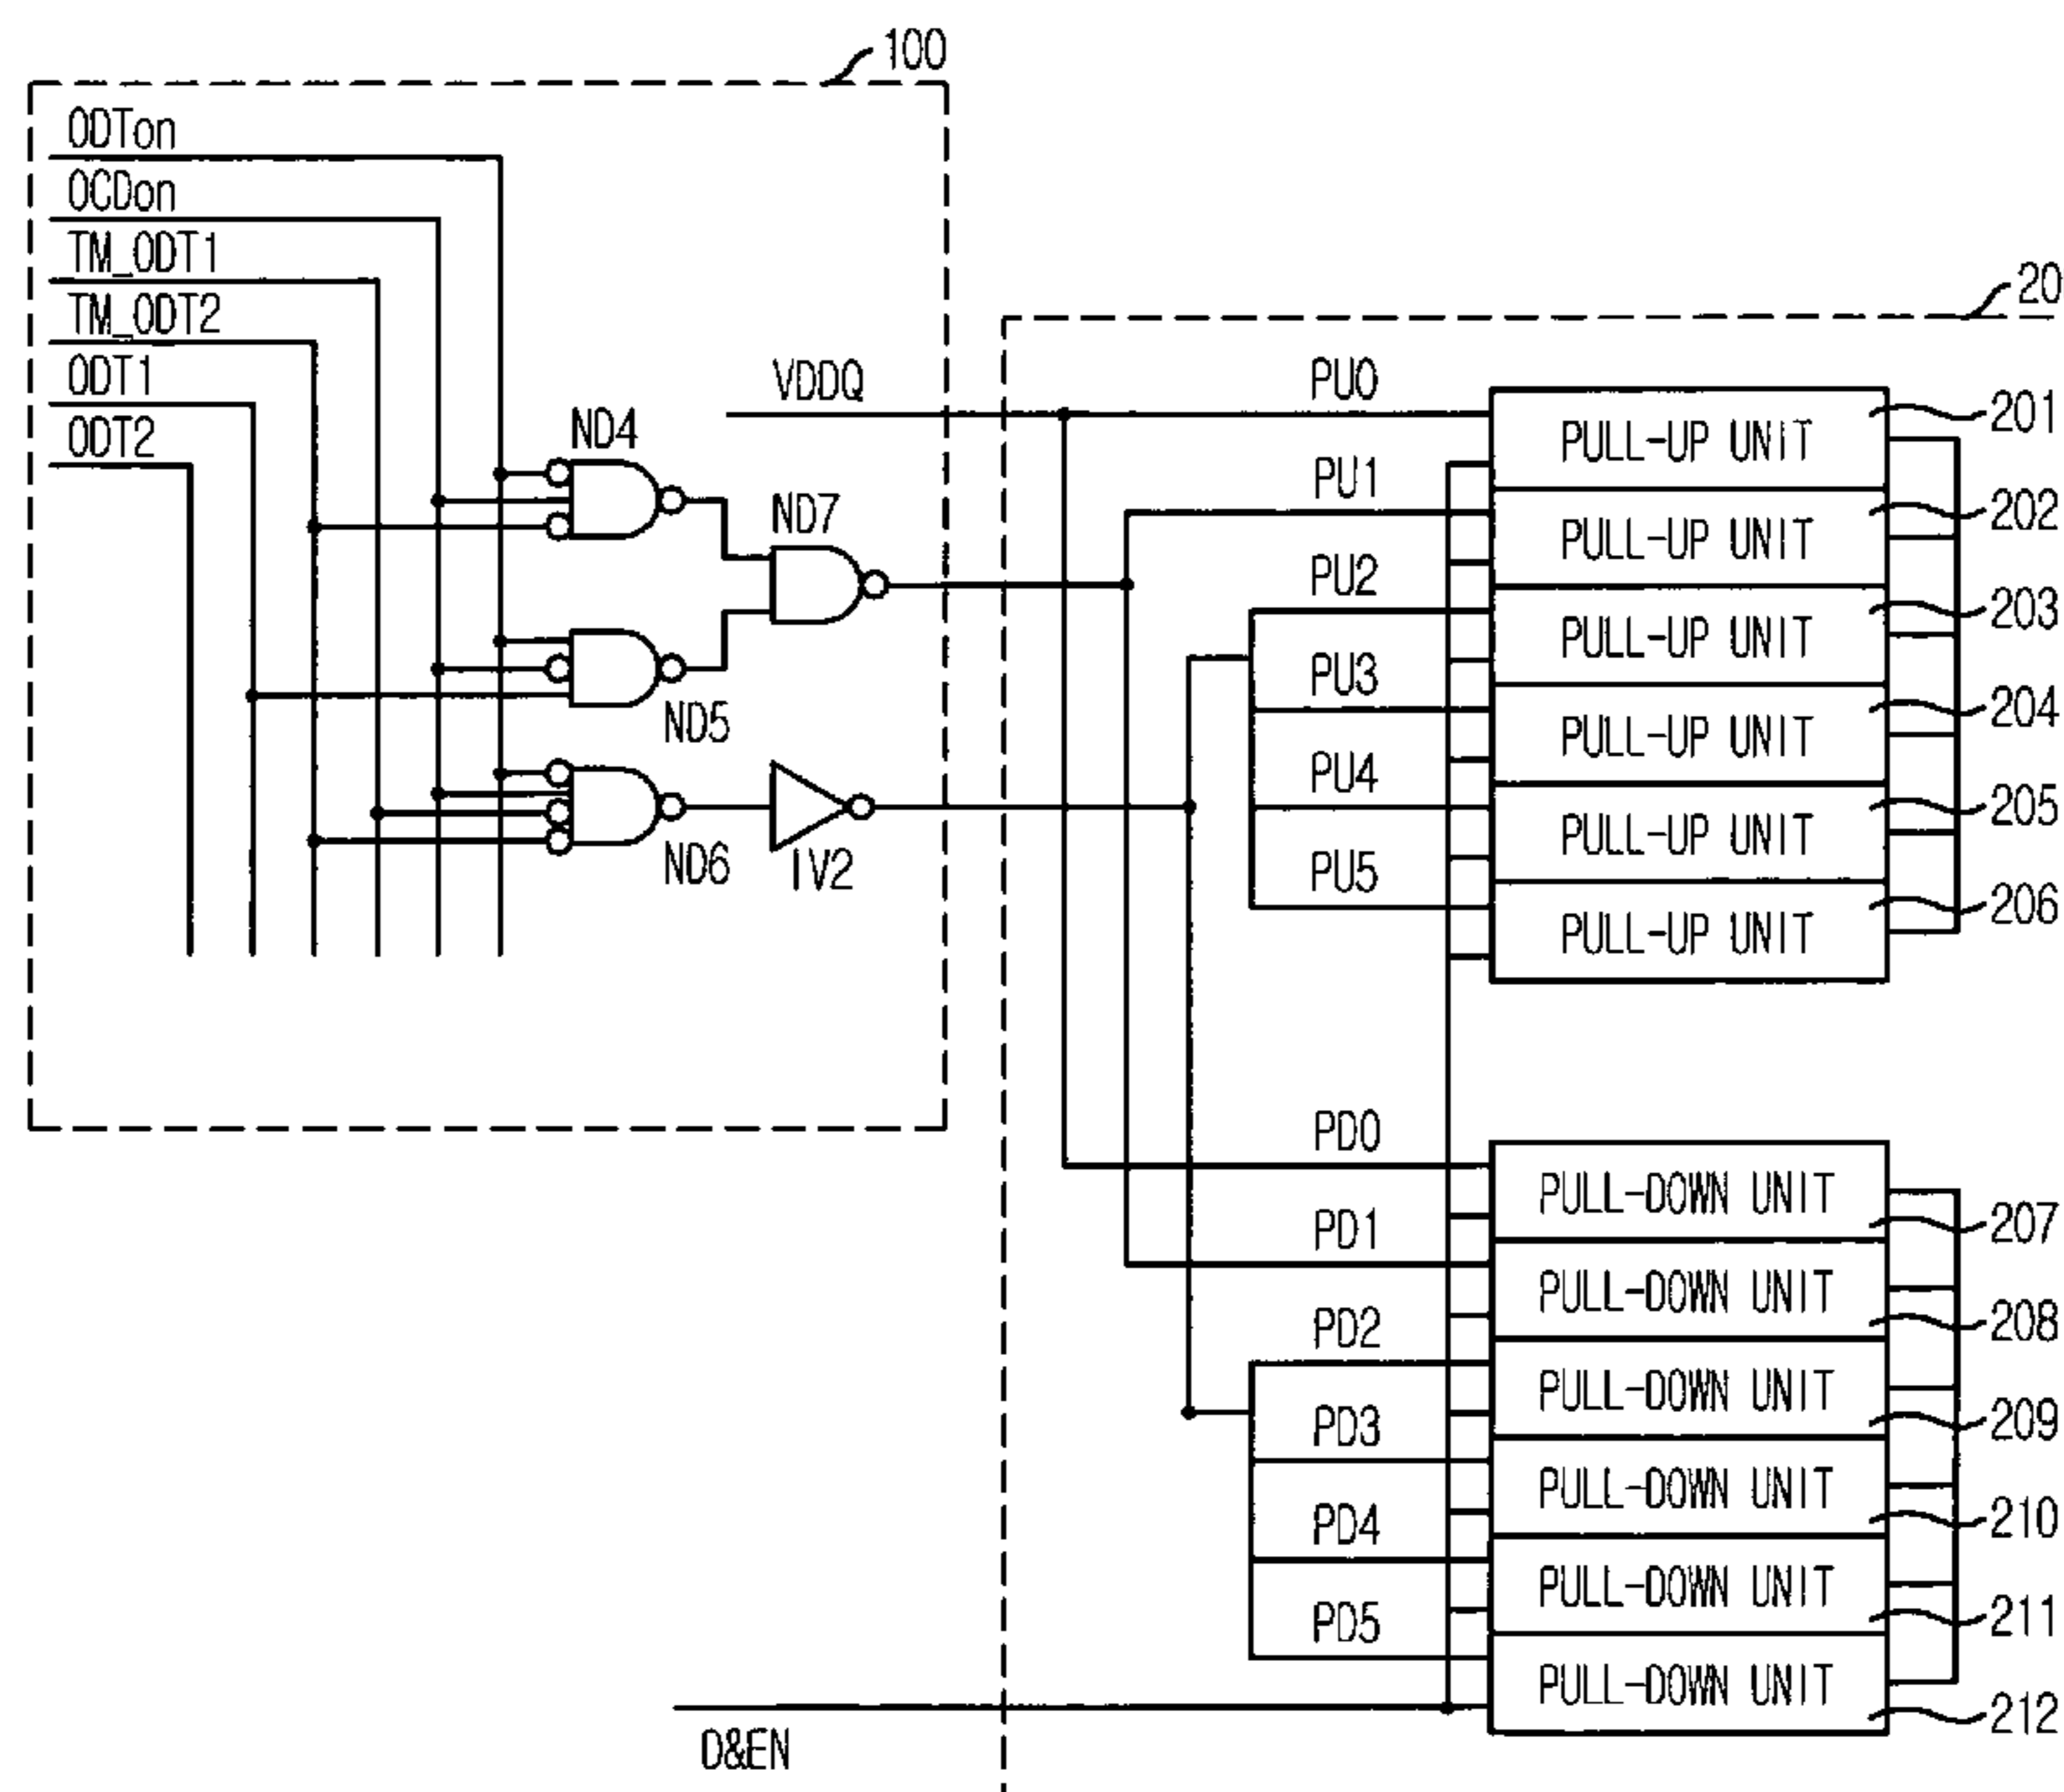 100
ODTon
OCDon
TM_ODT1
TM_ODT2
ODT1
ODT2
ND4
ND7
ND5
ND6
IV2
VDDQ
20
PU0
PULL-UP UNIT
201
PU1
PULL-UP UNIT
202
PU2
PULL-UP UNIT
203
PU3
PULL-UP UNIT
204
PU4
PULL-UP UNIT
205
PU5
PULL-UP UNIT
206
PD0
PULL-DOWN UNIT
207
PD1
PULL-DOWN UNIT
208
PD2
PULL-DOWN UNIT
209
PD3
PULL-DOWN UNIT
210
PD4
PULL-DOWN UNIT
211
PD5
PULL-DOWN UNIT
212
O&EN